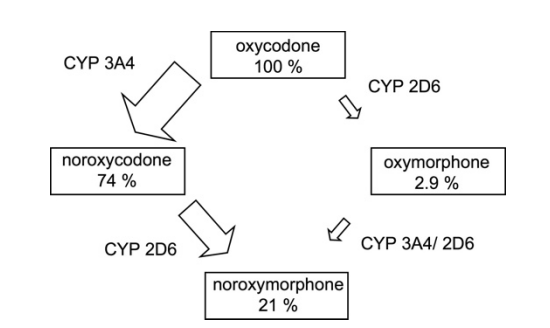 oxycodone
100 %
CYP 3A4
CYP 2D6
noroxycodone
74 %
oxymorphone
2.9 %
CYP 2D6
CYP 3A4/ 2D6
noroxymorphone
21 %